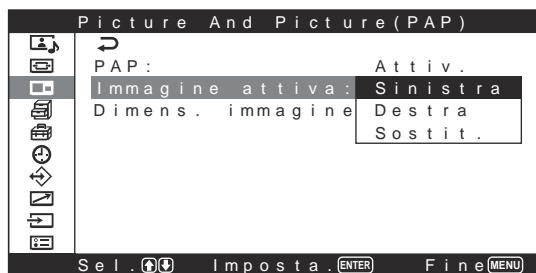 Picture And Picture(PAP)
PAP: Attiv.
Immagine attiva: Sinistra
Dimens. immagine Destra
Sostit.
Sel. Imposta. ENTER Fine MENU